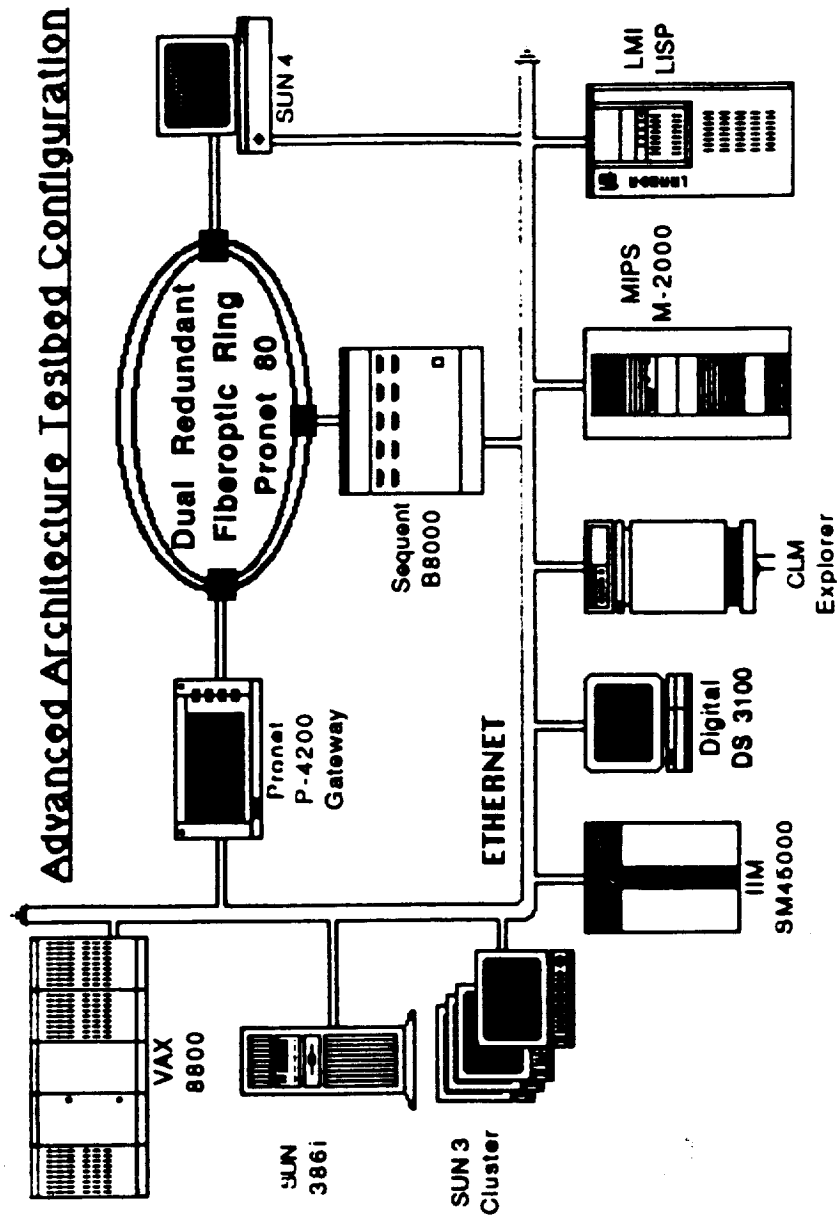 Advanced Architecture Testbed Configuration
SUN 4
Dual Redundant
Fiberoptic Ring
Pronet 80
Pronet
P-4200
Gateway
Sequent
B8000
VAX
8800
SUN
386i
SUN 3
Cluster
ETHERNET
IIM
SM45000
Digital
DS 3100
CLM
Explorer
MIPS
M-2000
LMI
LISP